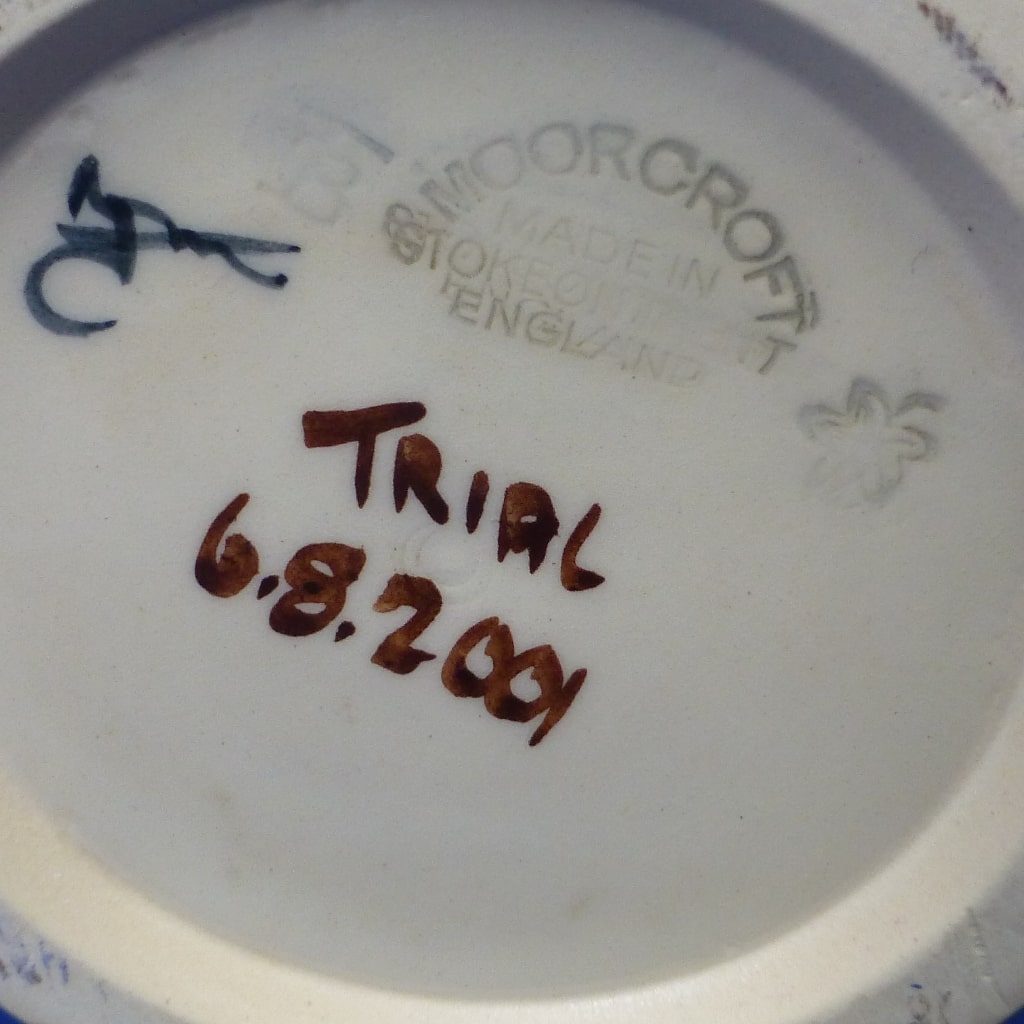 MOORCROFT
MADE IN
STOKE ON TRENT
ENGLAND
TRIAL
6.8.2001